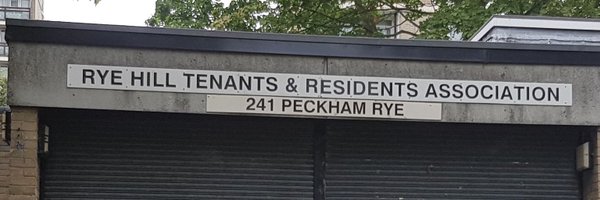 RYE HILL TENANTS & RESIDENTS ASSOCIATION
241 PECKHAM RYE